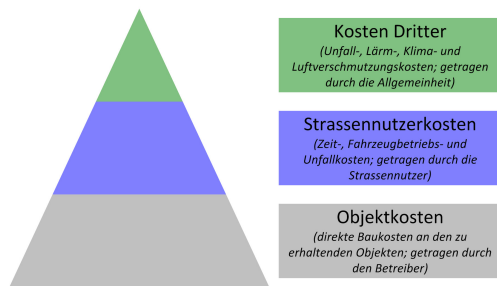 Kosten Dritter
(Unfall-, Lärm-, Klima- und
Luftverschmutzungskosten; getragen
durch die Allgemeinheit)
Strassennutzerkosten
(Zeit-, Fahrzeugbetriebs- und
Unfallkosten; getragen durch die
Strassennutzer)
Objektkosten
(direkte Baukosten an den zu
erhaltenden Objekten; getragen durch
den Betreiber)